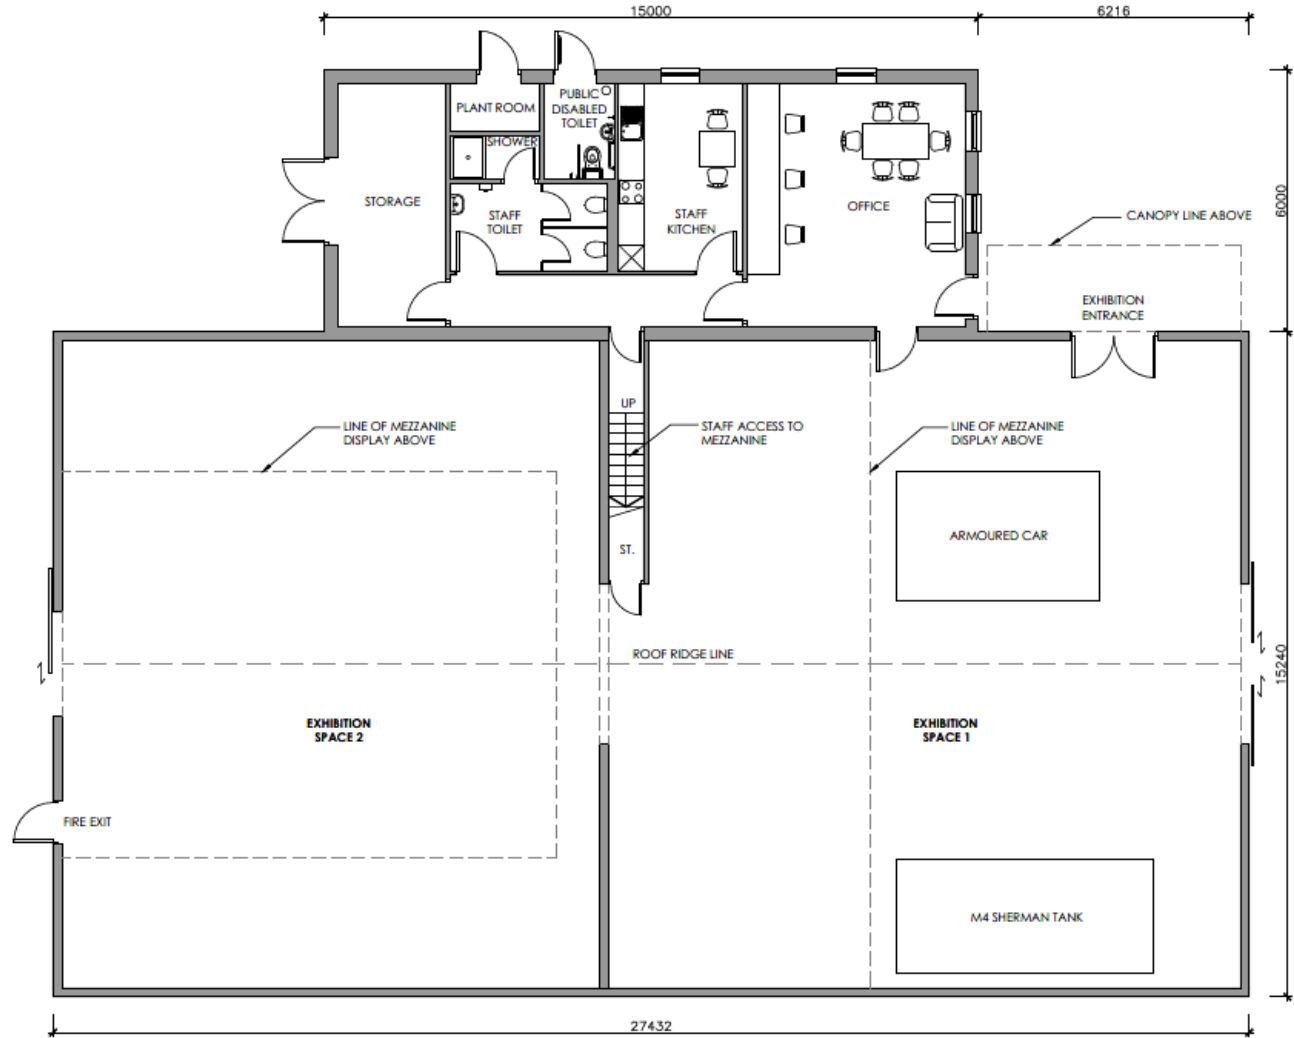 15000
6216
PLANT ROOM
PUBLIC
DISABLED
TOILET
SHOWER
STORAGE
STAFF
TOILET
STAFF
KITCHEN
OFFICE
6000
CANOPY LINE ABOVE
EXHIBITION
ENTRANCE
UP
LINE OF MEZZANINE
DISPLAY ABOVE
STAFF ACCESS TO
MEZZANINE
LINE OF MEZZANINE
DISPLAY ABOVE
ARMOURED CAR
ST.
ROOF RIDGE LINE
15240
EXHIBITION
SPACE 2
EXHIBITION
SPACE 1
FIRE EXIT
M4 SHERMAN TANK
27432